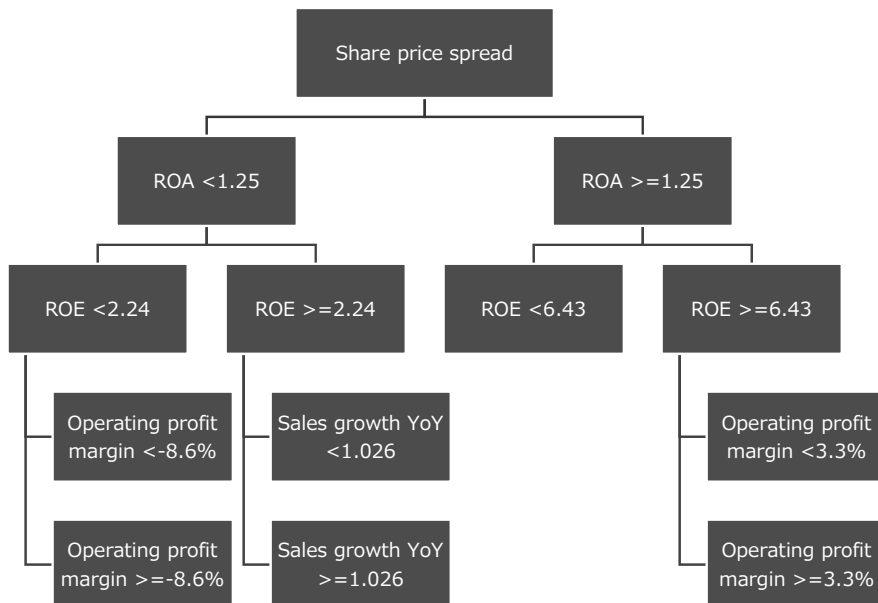 Share price spread
ROA <1.25
ROA >=1.25
ROE <2.24
ROE >=2.24
ROE <6.43
ROE >=6.43
Operating profit
margin <-8.6%
Sales growth YoY
<1.026
Operating profit
margin <3.3%
Operating profit
margin >=-8.6%
Sales growth YoY
>=1.026
Operating profit
margin >=3.3%